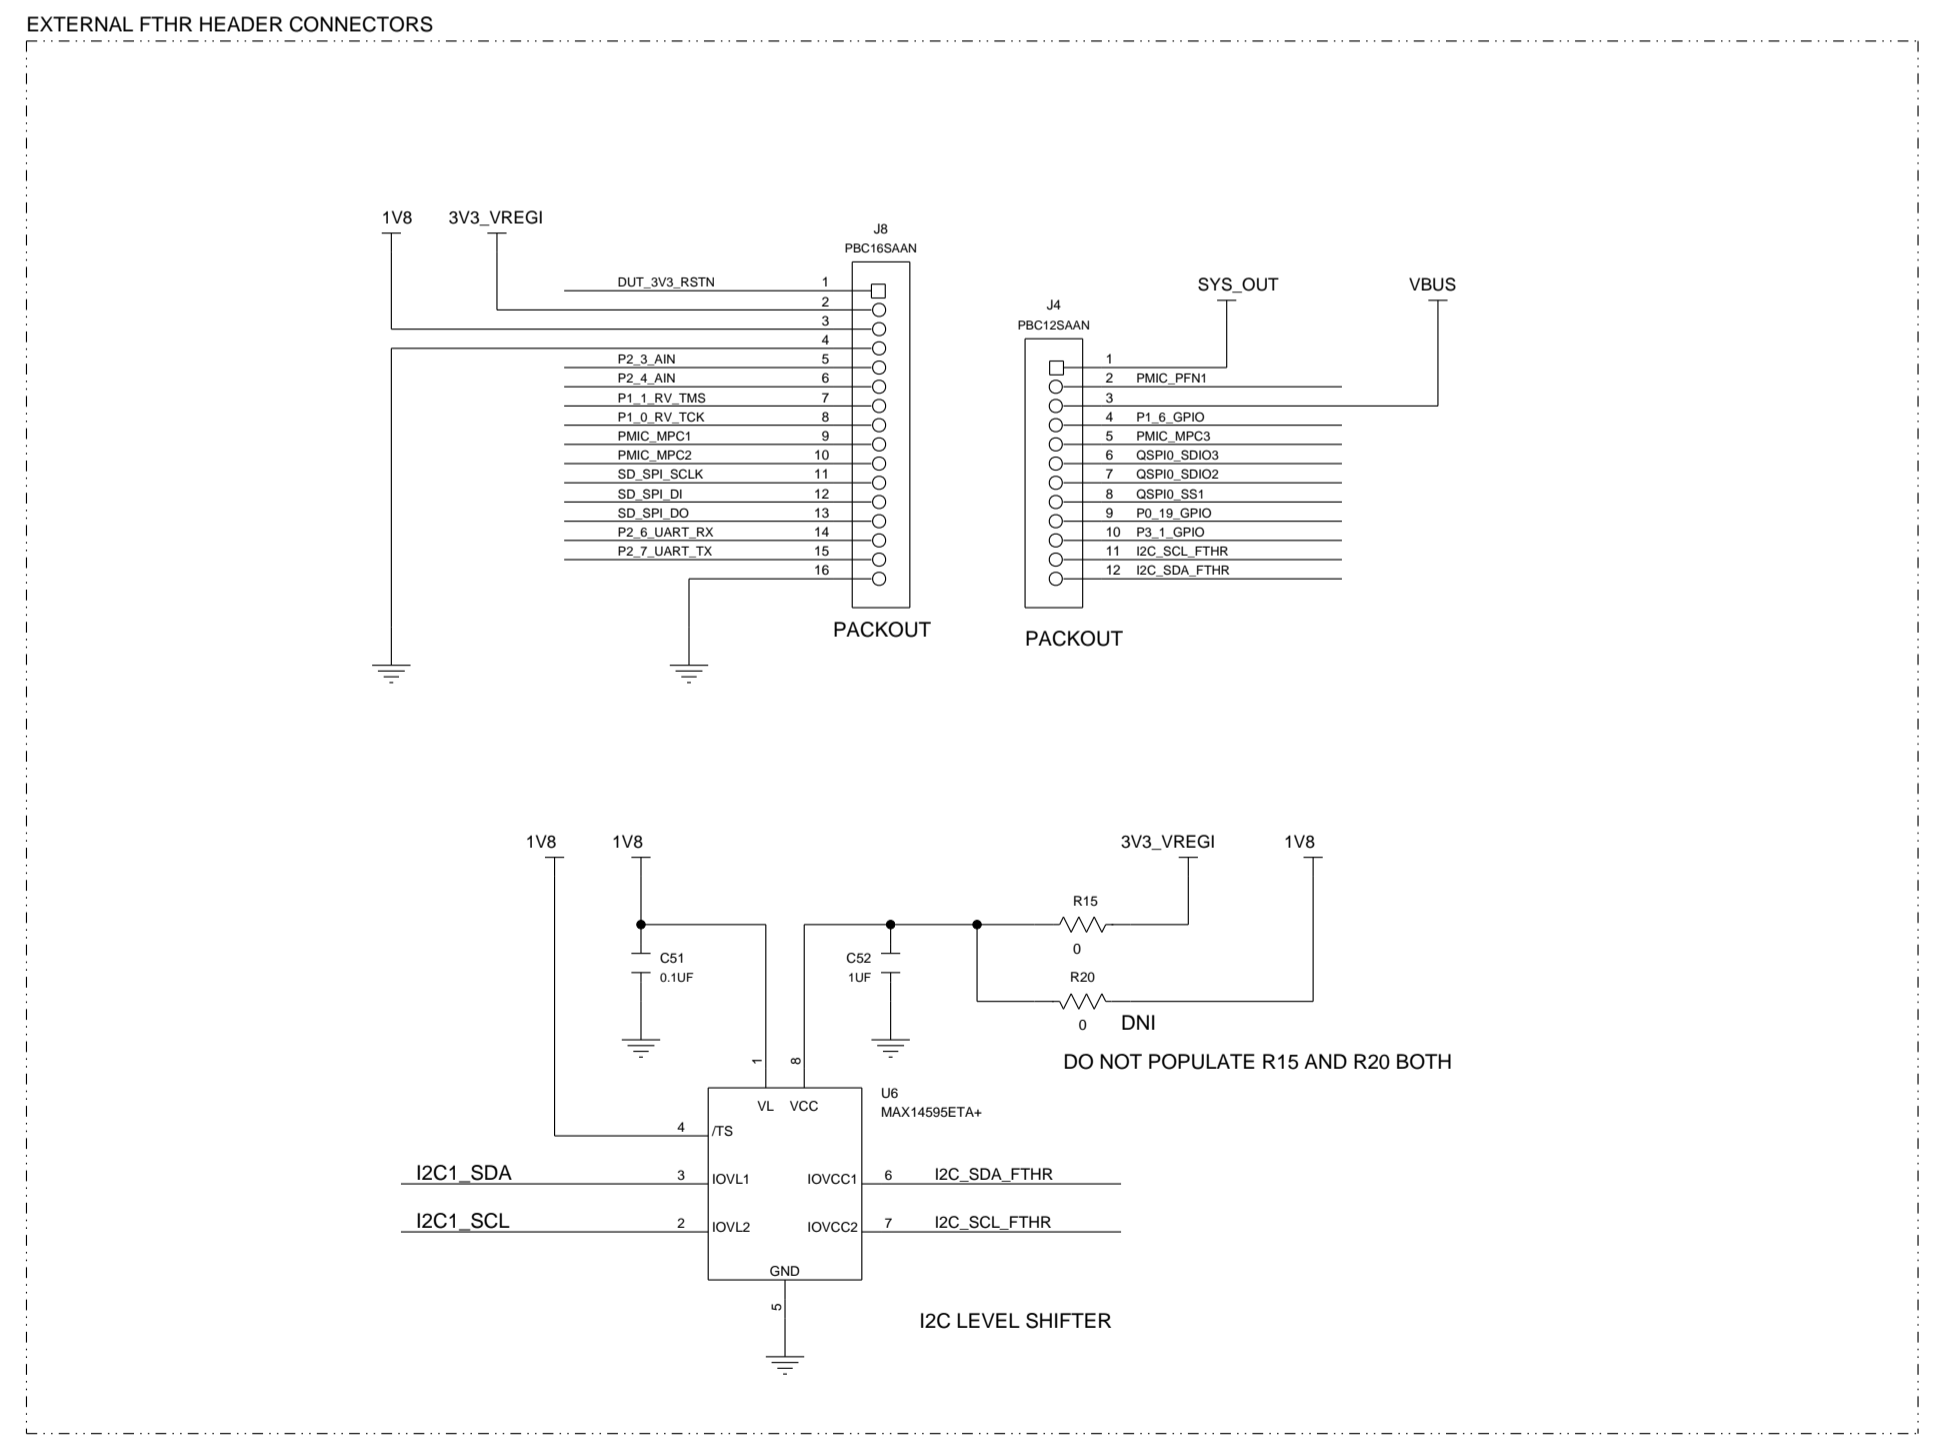 EXTERNAL FTHR HEADER CONNECTORS
1V8
3V3_VREGI
J8
PBC16SAAN
DUT_3V3_RSTN 1
2
3
4
P2_3_AIN 5
P2_4_AIN 6
P1_1_RV_TMS 7
P1_0_RV_TCK 8
PMIC_MPC1 9
PMIC_MPC2 10
SD_SPI_SCLK 11
SD_SPI_DI 12
SD_SPI_DO 13
P2_6_UART_RX 14
P2_7_UART_TX 15
16
PACKOUT
SYS_OUT
VBUS
J4
PBC12SAAN
1
2 PMIC_PFN1
3
4 P1_6_GPIO
5 PMIC_MPC3
6 QSPI0_SDIO3
7 QSPI0_SDIO2
8 QSPI0_SS1
9 P0_19_GPIO
10 P3_1_GPIO
11 I2C_SCL_FTHR
12 I2C_SDA_FTHR
PACKOUT
1V8
1V8
3V3_VREGI
1V8
R15
0
C51
0.1UF
C52
1UF
R20
0
DNI
DO NOT POPULATE R15 AND R20 BOTH
1
8
U6
MAX14595ETA+
VL
VCC
4 /TS
I2C1_SDA 3 IOVL1
IOVCC1 6 I2C_SDA_FTHR
I2C1_SCL 2 IOVL2
IOVCC2 7 I2C_SCL_FTHR
GND
5
I2C LEVEL SHIFTER